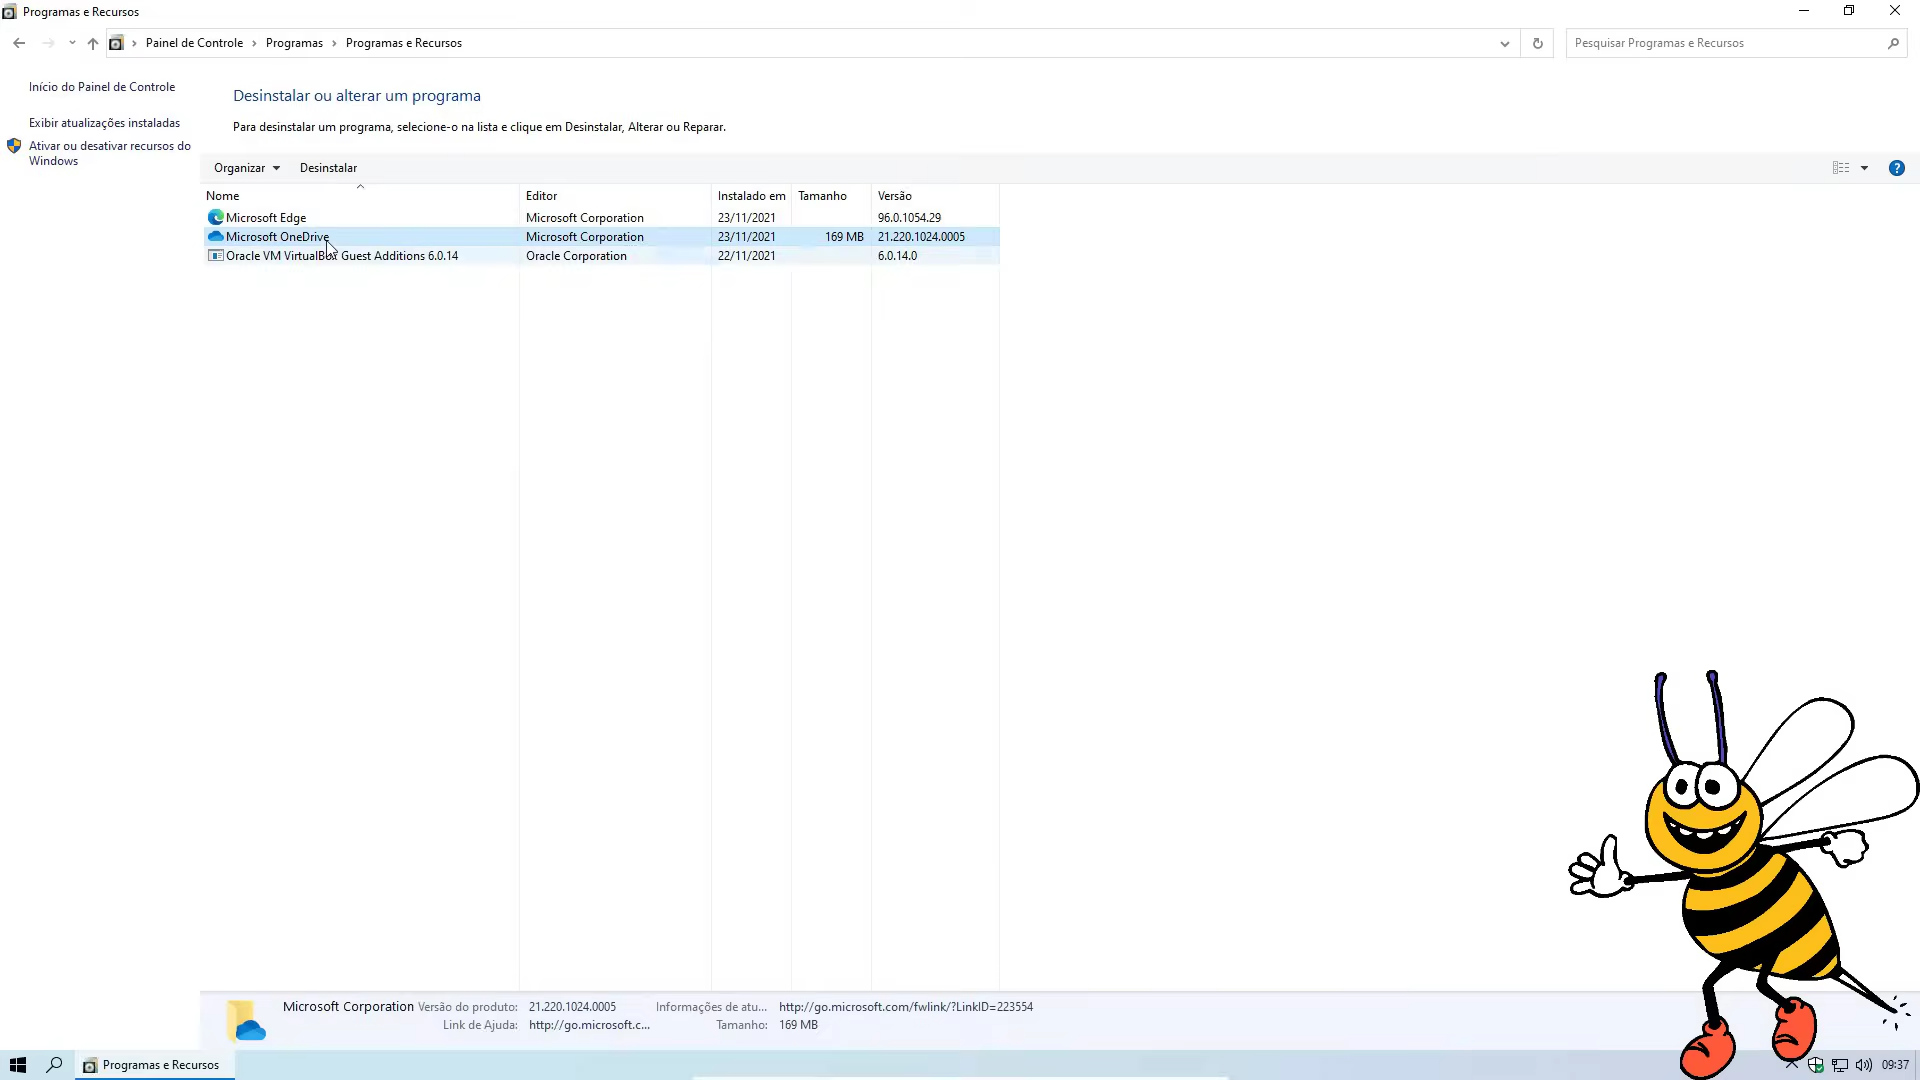 Programas e Recursos
Painel de Controle Programas Programas e Recursos
Pesquisar Programas e Recursos
Início do Painel de Controle
Exibir atualizações instaladas
Ativar ou desativar recursos do
Windows
Desinstalar ou alterar um programa
Para desinstalar um programa, selecione-o na lista e clique em Desinstalar, Alterar ou Reparar.
Organizar Desinstalar
Nome Editor Instalado em Tamanho Versão
Microsoft Edge Microsoft Corporation 23/11/2021 96.0.1054.29
Microsoft OneDrive Microsoft Corporation 23/11/2021 169 MB 21.220.1024.0005
Oracle VM VirtualBox Guest Additions 6.0.14 Oracle Corporation 22/11/2021 6.0.14.0
Microsoft Corporation Versão do produto: 21.220.1024.0005 Informações de atu... http://go.microsoft.com/fwlink/?LinkID=223554
Link de Ajuda: http://go.microsoft.c... Tamanho: 169 MB
Programas e Recursos
09:37